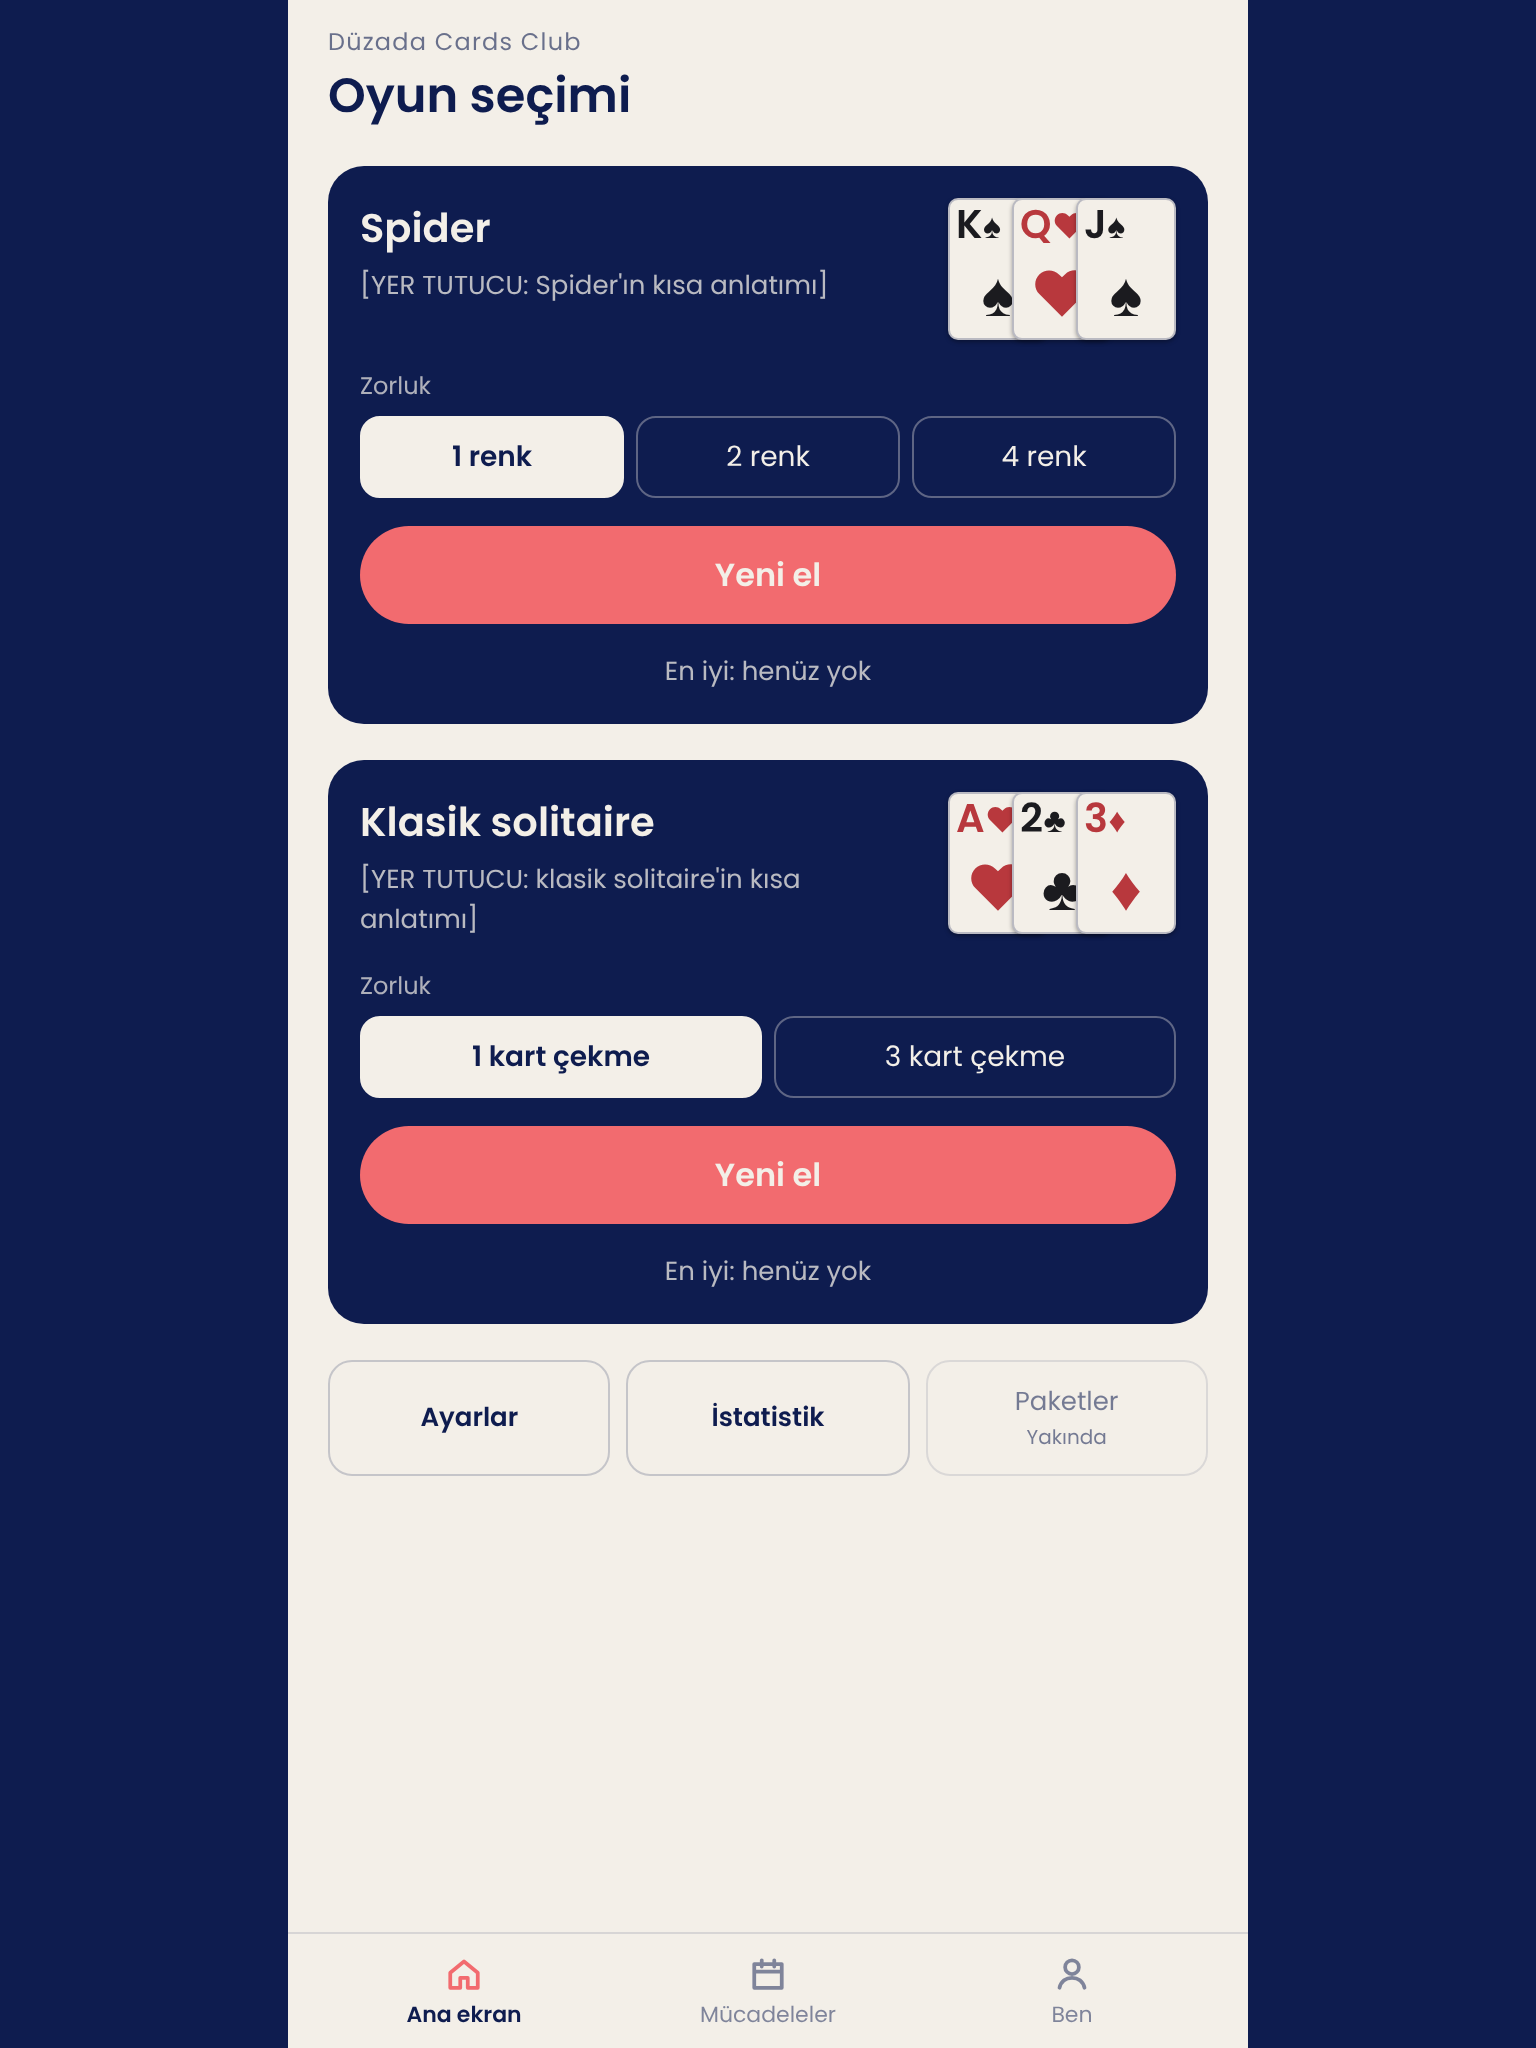 Düzada Cards Club
Oyun seçimi
Spider
[YER TUTUCU: Spider'ın kısa anlatımı]
K♠ Q♥ J♠
Zorluk
1 renk
2 renk
4 renk
Yeni el
En iyi: henüz yok
Klasik solitaire
[YER TUTUCU: klasik solitaire'in kısa
anlatımı]
A♥ 2♣ 3♦
Zorluk
1 kart çekme
3 kart çekme
Yeni el
En iyi: henüz yok
Ayarlar
İstatistik
Paketler
Yakında
Ana ekran
Mücadeleler
Ben